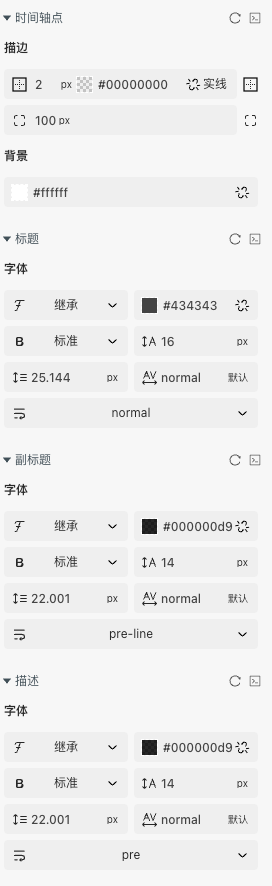 时间轴点
描边
2 px #00000000 实线
100 px
背景
#ffffff
标题
字体
继承 #434343
B 标准 A 16 px
25.144 px AV normal 默认
normal
副标题
字体
继承 #000000d9
B 标准 A 14 px
22.001 px AV normal 默认
pre-line
描述
字体
继承 #000000d9
B 标准 A 14 px
22.001 px AV normal 默认
pre